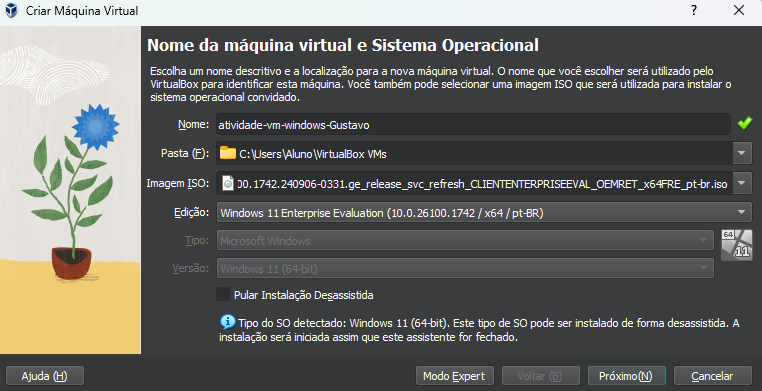 Criar Máquina Virtual
?
Nome da máquina virtual e Sistema Operacional
Escolha um nome descritivo e a localização para a nova máquina virtual. O nome que você escolher será utilizado pelo
VirtualBox para identificar esta máquina. Você também pode selecionar uma imagem ISO que será utilizada para instalar o
sistema operacional convidado.
Nome: atividade-vm-windows-Gustavo
Pasta (F): C:\Users\Aluno\VirtualBox VMs
Imagem ISO: 00.1742.240906-0331.ge_release_svc_refresh_CLIENTENTERPRISEEVAL_OEMRET_x64FRE_pt-br.iso
Edição: Windows 11 Enterprise Evaluation (10.0.26100.1742 / x64 / pt-BR)
Tipo: Microsoft Windows
64
11
Versão: Windows 11 (64-bit)
Pular Instalação Desassistida
Tipo do SO detectado: Windows 11 (64-bit). Este tipo de SO pode ser instalado de forma desassistida. A
instalação será iniciada assim que este assistente for fechado.
Ajuda (H) Modo Expert Voltar (B) Próximo(N) Cancelar